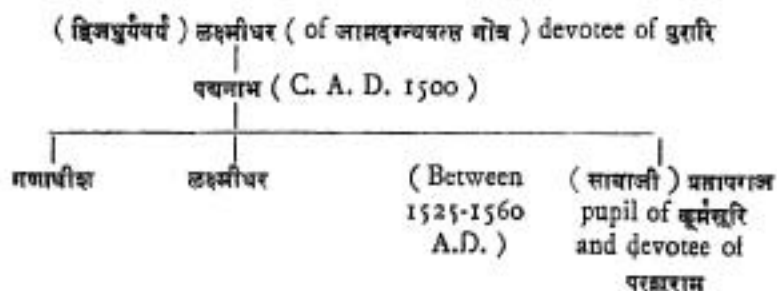 ( द्विजधुर्यवर्य ) लक्ष्मीधर ( of जामदग्न्यवत्स गोत्र ) devotee of पुरारि
पद्मनाभ ( C. A. D. 1500 )
गणाधीश लक्ष्मीधर ( Between ( साबाजी ) प्रतापराज
1525-1560 pupil of कूर्मसूरि
A.D. ) and devotee of
परशुराम